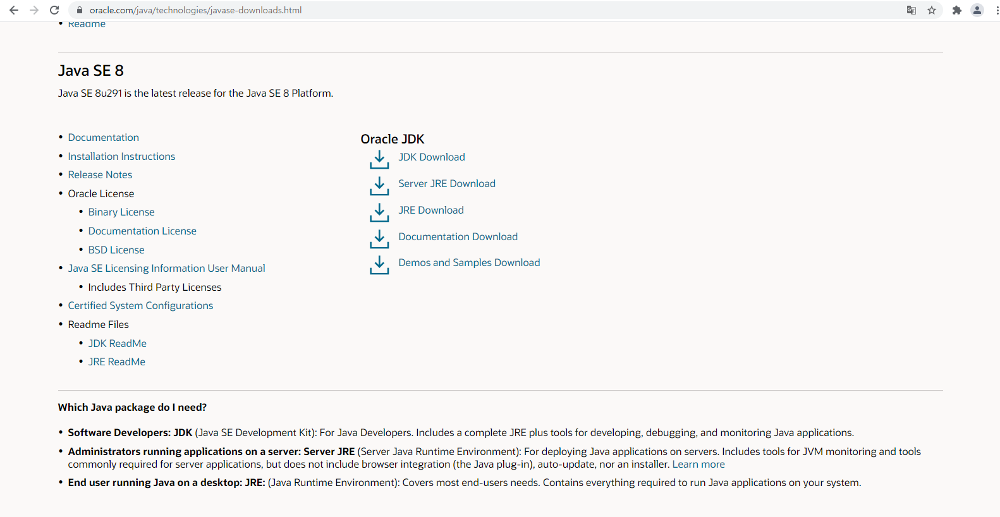 oracle.com/java/technologies/javase-downloads.html
Readme
Java SE 8
Java SE 8u291 is the latest release for the Java SE 8 Platform.
Documentation
Installation Instructions
Release Notes
Oracle License
Binary License
Documentation License
BSD License
Java SE Licensing Information User Manual
Includes Third Party Licenses
Certified System Configurations
Readme Files
JDK ReadMe
JRE ReadMe
Oracle JDK
JDK Download
Server JRE Download
JRE Download
Documentation Download
Demos and Samples Download
Which Java package do I need?
Software Developers: JDK (Java SE Development Kit): For Java Developers. Includes a complete JRE plus tools for developing, debugging, and monitoring Java applications.
Administrators running applications on a server: Server JRE (Server Java Runtime Environment): For deploying Java applications on servers. Includes tools for JVM monitoring and tools
commonly required for server applications, but does not include browser integration (the Java plug-in), auto-update, nor an installer. Learn more
End user running Java on a desktop: JRE: (Java Runtime Environment): Covers most end-users needs. Contains everything required to run Java applications on your system.